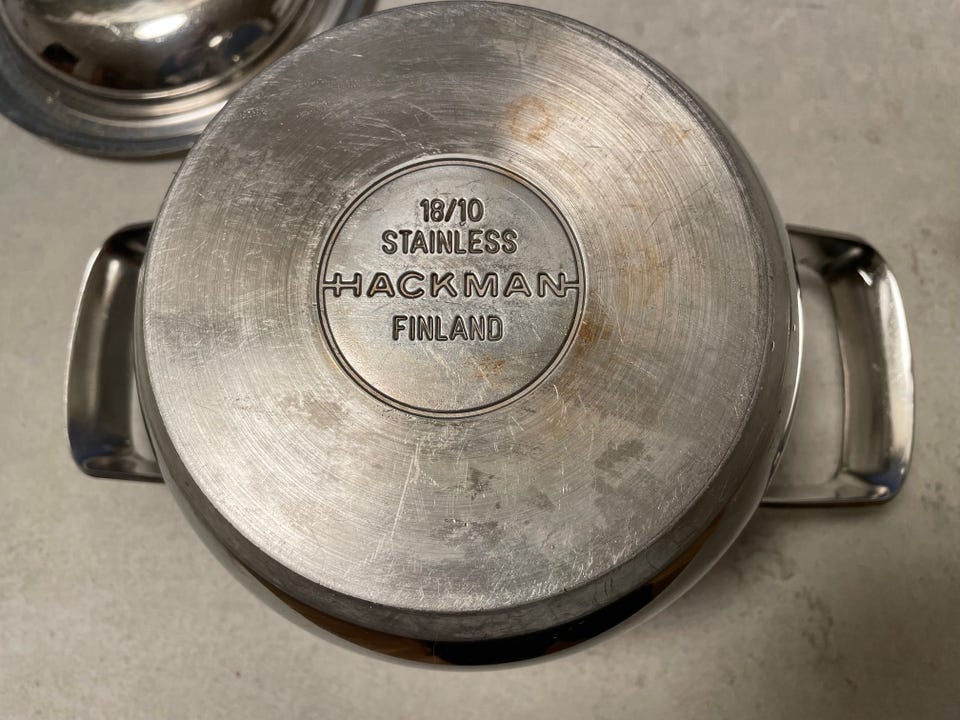 18/10
STAINLESS
HACKMAN
FINLAND